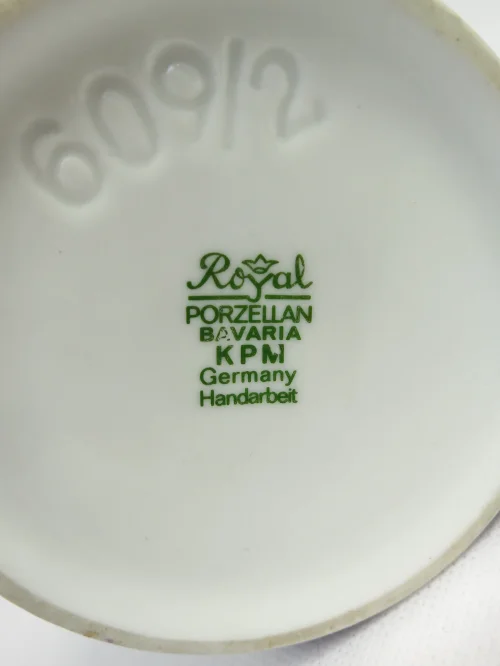 609/2
Royal
PORZELLAN
BAVARIA
KPM
Germany
Handarbeit